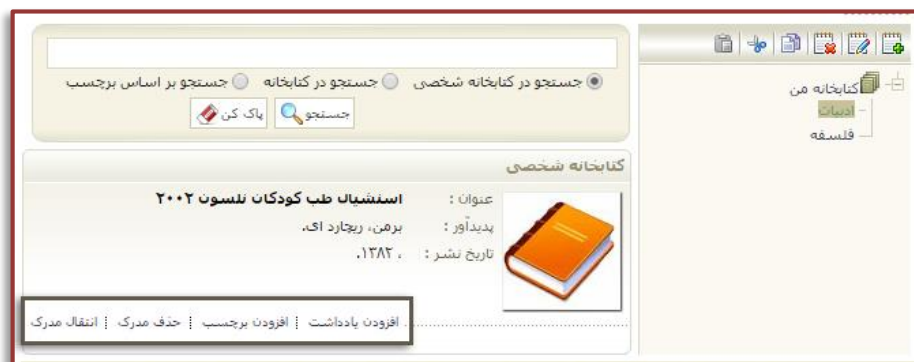 کتابخانه من
ادبیات
فلسفه
جستجو در کتابخانه شخصی جستجو در کتابخانه جستجو بر اساس برچسب
جستجو پاک کن
کتابخانه شخصی
عنوان : اسنشیال طب کودکان نلسون ۲۰۰۲
پدیدآور : برمن، ریچارد ای،
تاریخ نشر : ، ۱۳۸۲.
افزودن یادداشت | افزودن برچسب | حذف مدرک | انتقال مدرک